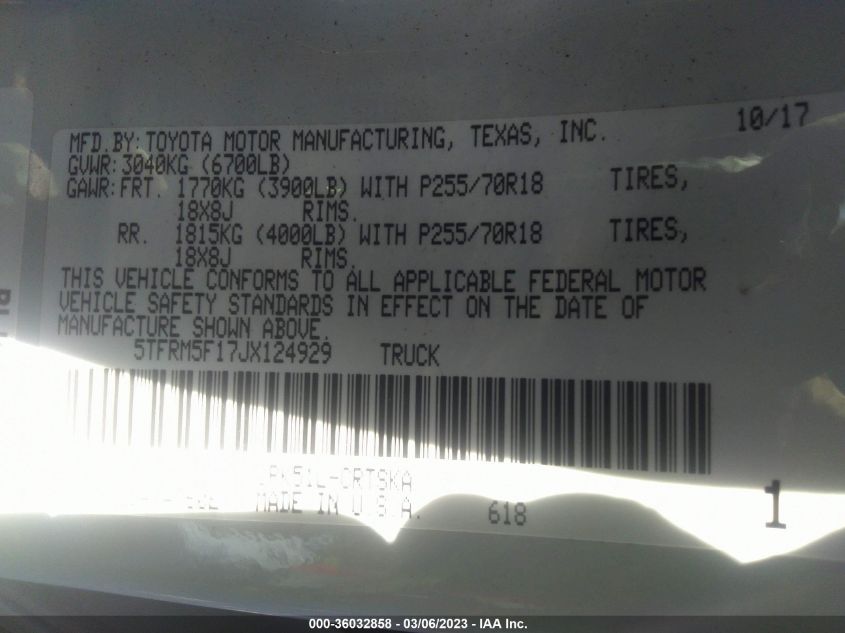 10/17
MFD.BY:TOYOTA MOTOR MANUFACTURING, TEXAS, INC.
GVWR:3040KG (6700LB)
GAWR:FRT. 1770KG (3900LB) WITH P255/70R18 TIRES,
18X8J RIMS.
RR. 1815KG (4000LB) WITH P255/70R18 TIRES,
18X8J RIMS.
THIS VEHICLE CONFORMS TO ALL APPLICABLE FEDERAL MOTOR
VEHICLE SAFETY STANDARDS IN EFFECT ON THE DATE OF
MANUFACTURE SHOWN ABOVE.
5TFRM5F17JX124929 TRUCK
MADE IN U.S.A. 618
1
000-36032858 - 03/06/2023 - IAA Inc.